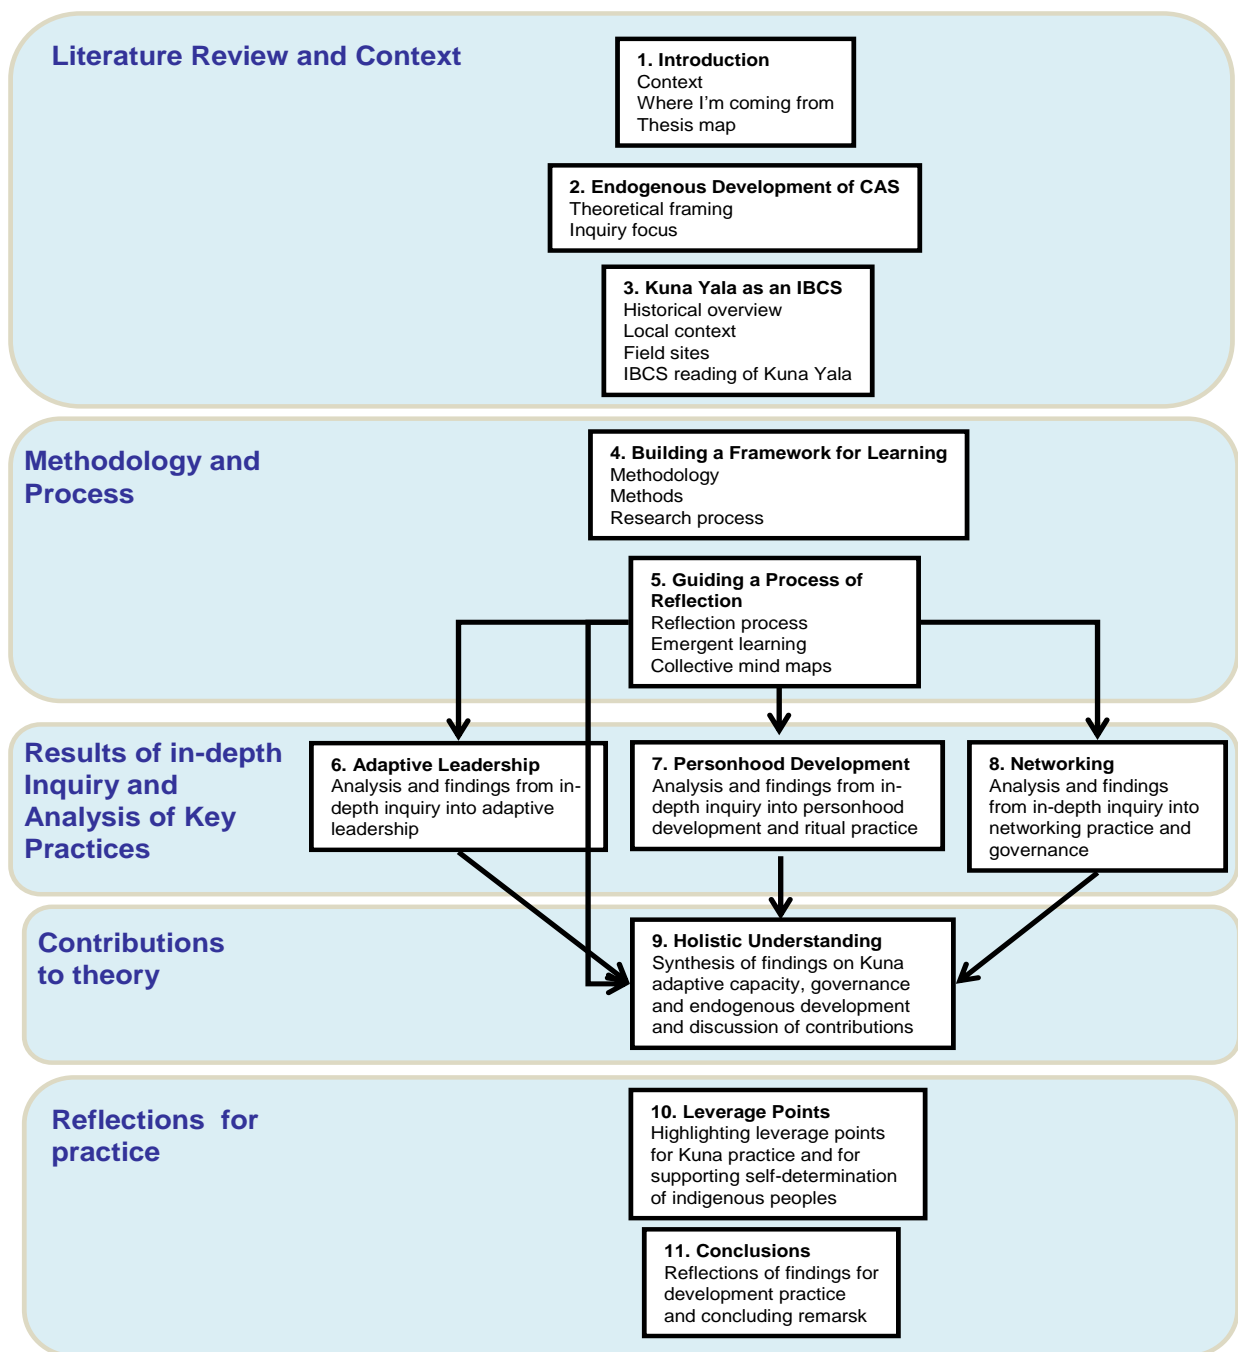 Literature Review and Context
1. Introduction
Context
Where I'm coming from
Thesis map
2. Endogenous Development of CAS
Theoretical framing
Inquiry focus
3. Kuna Yala as an IBCS
Historical overview
Local context
Field sites
IBCS reading of Kuna Yala
Methodology and
Process
4. Building a Framework for Learning
Methodology
Methods
Research process
5. Guiding a Process of
Reflection
Reflection process
Emergent learning
Collective mind maps
Results of in-depth
Inquiry and
Analysis of Key
Practices
6. Adaptive Leadership
Analysis and findings from in-
depth inquiry into adaptive
leadership
7. Personhood Development
Analysis and findings from in-
depth inquiry into personhood
development and ritual practice
8. Networking
Analysis and findings
from in-depth inquiry into
networking practice and
governance
Contributions
to theory
9. Holistic Understanding
Synthesis of findings on Kuna
adaptive capacity, governance
and endogenous development
and discussion of contributions
Reflections  for
practice
10. Leverage Points
Highlighting leverage points
for Kuna practice and for
supporting self-determination
of indigenous peoples
11. Conclusions
Reflections of findings for
development practice
and concluding remarsk